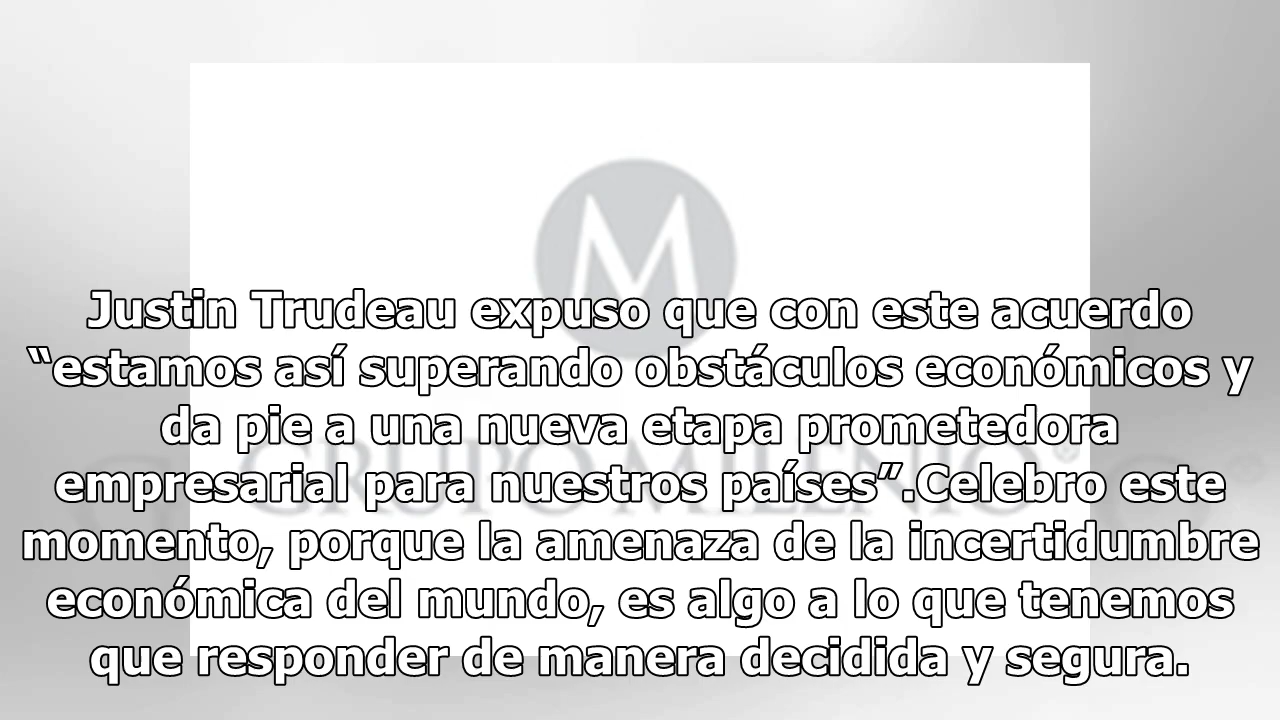 M
Justin Trudeau expuso que con este acuerdo
“estamos así superando obstáculos económicos y
da pie a una nueva etapa prometedora
GRUPO MILENIO®
empresarial para nuestros países”.Celebro este
momento, porque la amenaza de la incertidumbre
económica del mundo, es algo a lo que tenemos
que responder de manera decidida y segura.